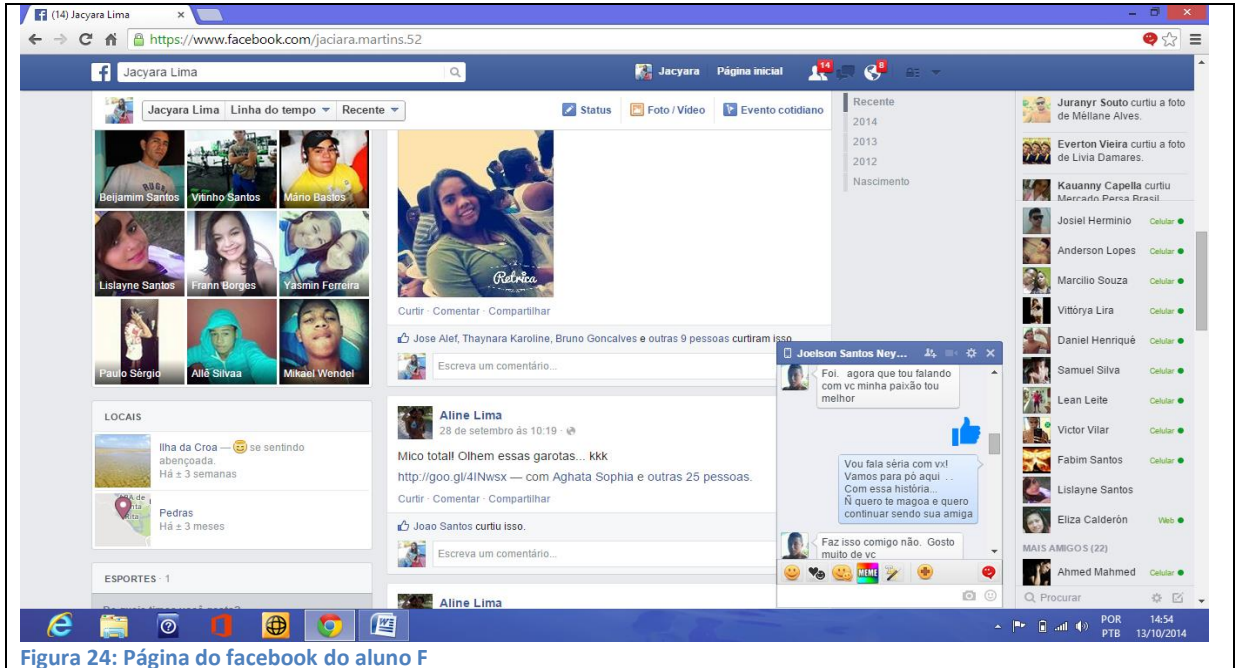 (14) Jacyara Lima
https://www.facebook.com/jaciara.martins.52
Jacyara Lima
Jacyara
Página inicial
14
8
Jacyara Lima
Linha do tempo
Recente
Status
Foto / Vídeo
Evento cotidiano
Beijamim Santos
Vitinho Santos
Mário Bastos
Lislayne Santos
Frann Borges
Yasmin Ferreira
Paulo Sérgio
Allê Silvaa
Mikael Wendel
LOCAIS
Ilha da Croa — se sentindo
abençoada.
Há ± 3 semanas
Pedras
Há ± 3 meses
ESPORTES · 1
Retrica
Curtir · Comentar · Compartilhar
Jose Alef, Thaynara Karoline, Bruno Goncalves e outras 9 pessoas curtiram isso.
Escreva um comentário...
Aline Lima
28 de setembro às 10:19 ·
Mico total! Olhem essas garotas... kkk
http://goo.gl/4INwsx — com Aghata Sophia e outras 25 pessoas.
Curtir · Comentar · Compartilhar
Joao Santos curtiu isso.
Escreva um comentário...
Aline Lima
Recente
2014
2013
2012
Nascimento
Joelson Santos Ney...
Foi. agora que tou falando
com vc minha paixão tou
melhor
Vou fala séria com vx!
Vamos para pó aqui . .
Com essa história...
Ñ quero te magoa e quero
continuar sendo sua amiga
Faz isso comigo não. Gosto
muito de vc
MEME
Juranyr Souto curtiu a foto
de Méllane Alves.
Everton Vieira curtiu a foto
de Livia Damares.
Kauanny Capella curtiu
Mercado Persa Brasil
Josiel Herminio Celular
Anderson Lopes Celular
Marcilio Souza Celular
Vittórya Lira Celular
Daniel Henriqué Celular
Samuel Silva Celular
Lean Leite Celular
Victor Vilar Celular
Fabim Santos Celular
Lislayne Santos
Eliza Calderón Web
MAIS AMIGOS (22)
Ahmed Mahmed Celular
Procurar
POR
PTB
14:54
13/10/2014
Figura 24: Página do facebook do aluno F